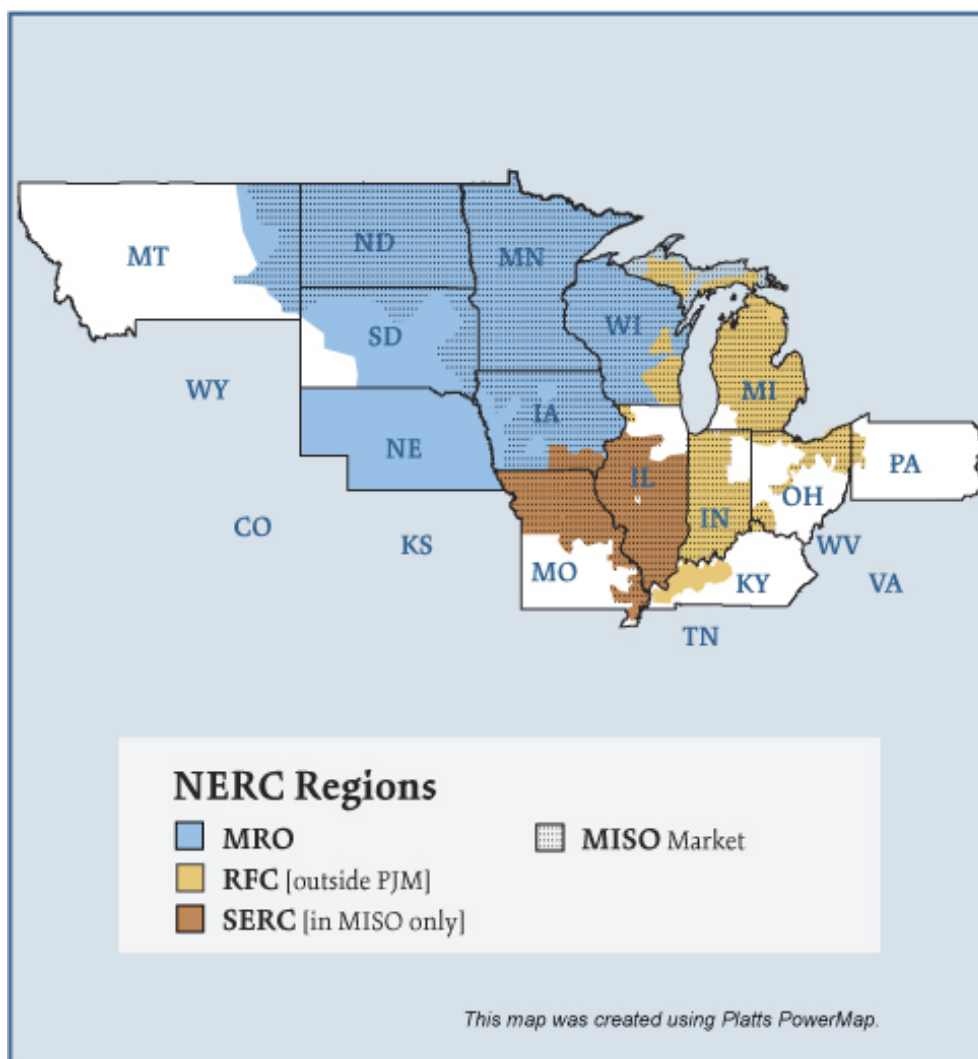 MT
ND
MN
SD
WI
WY
MI
IA
NE
PA
IL
OH
IN
CO
KS
WV
MO
KY
VA
TN
NERC Regions
MRO
MISO Market
RFC [outside PJM]
SERC [in MISO only]
This map was created using Platts PowerMap.